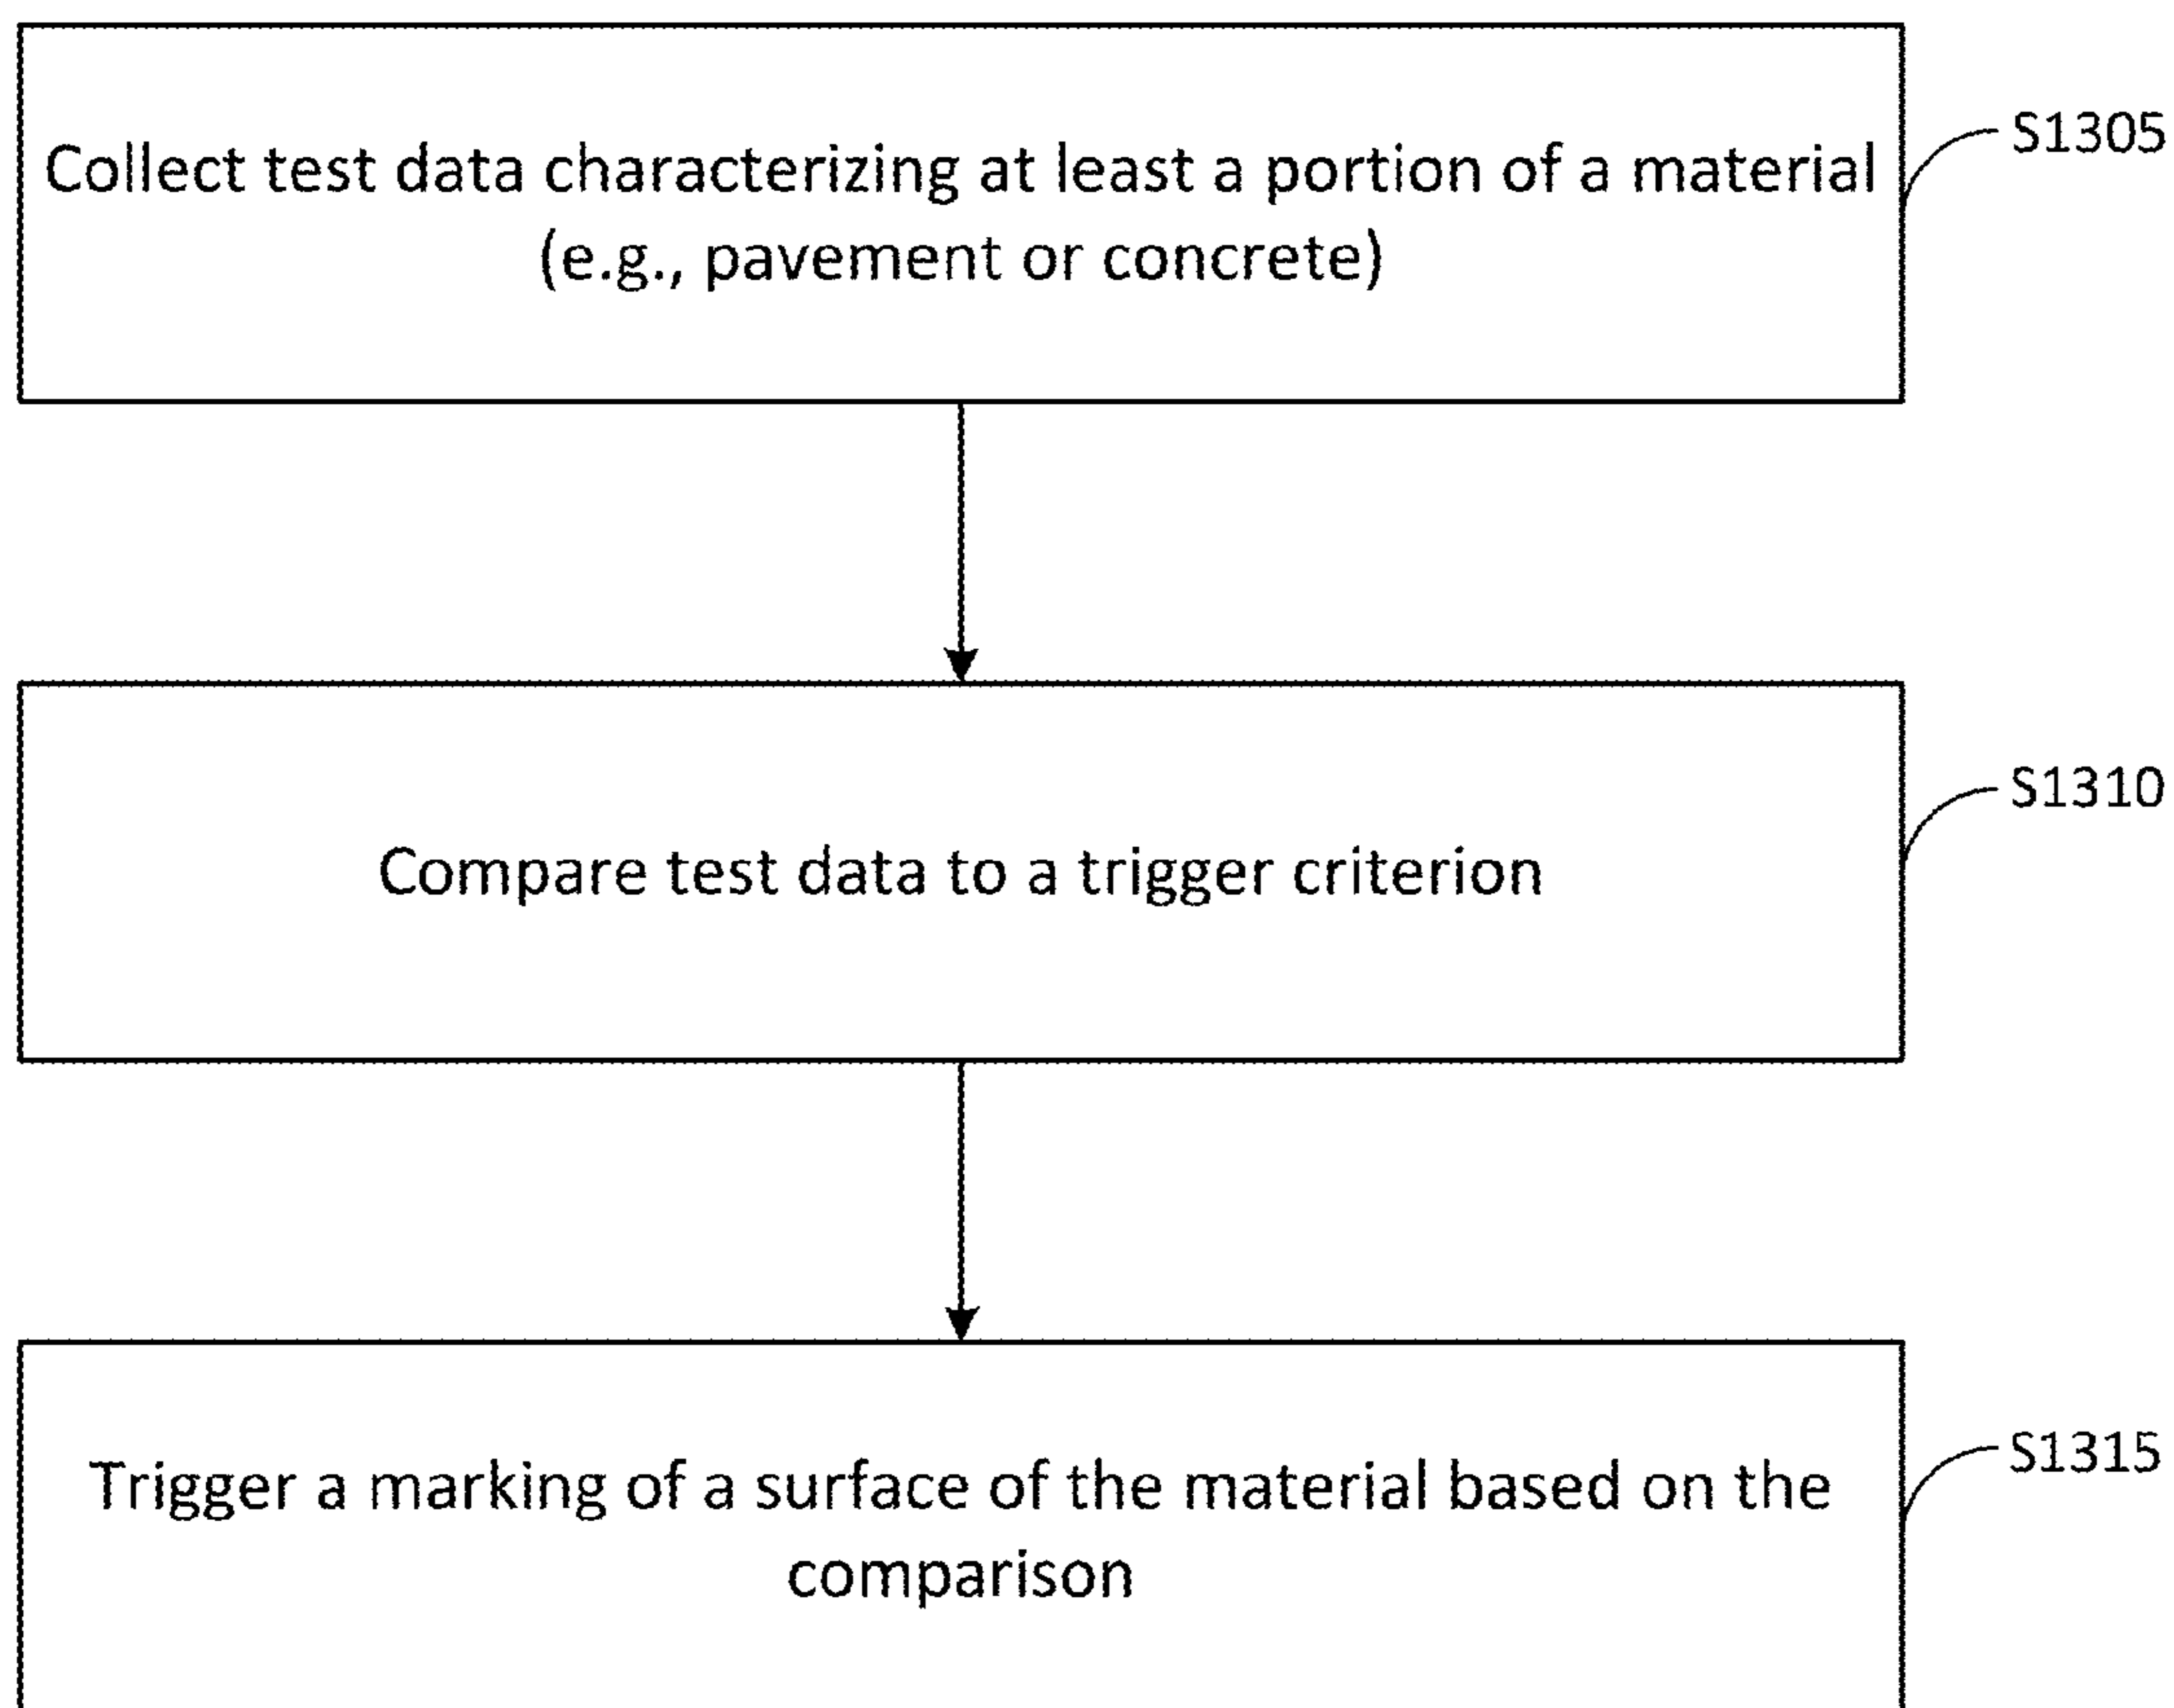 Collect test data characterizing at least a portion of a material
(e.g., pavement or concrete)
S1305
Compare test data to a trigger criterion
S1310
Trigger a marking of a surface of the material based on the
comparison
S1315